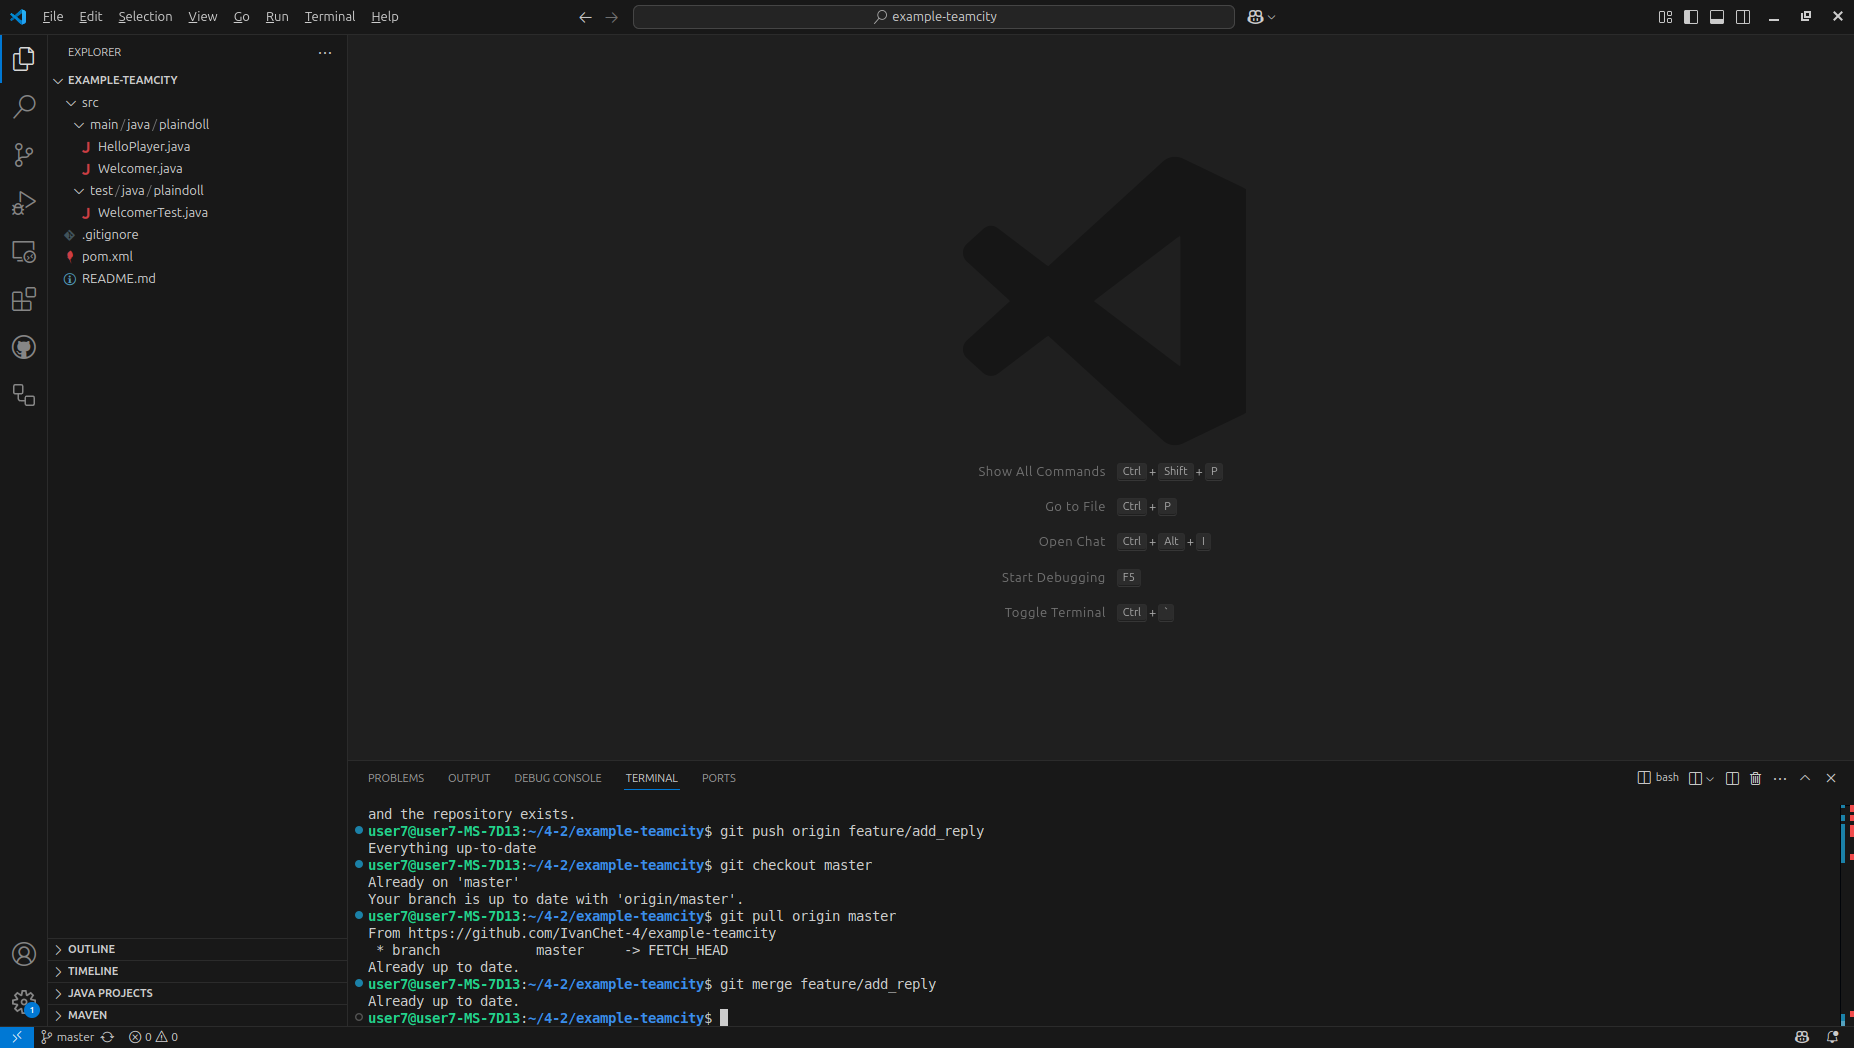 File Edit Selection View Go Run Terminal Help
example-teamcity
EXPLORER
EXAMPLE-TEAMCITY
src
main/java/plaindoll
HelloPlayer.java
Welcomer.java
test/java/plaindoll
WelcomerTest.java
.gitignore
pom.xml
README.md
Show All Commands Ctrl + Shift + P
Go to File Ctrl + P
Open Chat Ctrl + Alt + I
Start Debugging F5
Toggle Terminal Ctrl + `
PROBLEMS OUTPUT DEBUG CONSOLE TERMINAL PORTS
bash
and the repository exists.
user7@user7-MS-7D13:~/4-2/example-teamcity$ git push origin feature/add_reply
Everything up-to-date
user7@user7-MS-7D13:~/4-2/example-teamcity$ git checkout master
Already on 'master'
Your branch is up to date with 'origin/master'.
user7@user7-MS-7D13:~/4-2/example-teamcity$ git pull origin master
From https://github.com/IvanChet-4/example-teamcity
* branch            master     -> FETCH_HEAD
Already up to date.
user7@user7-MS-7D13:~/4-2/example-teamcity$ git merge feature/add_reply
Already up to date.
user7@user7-MS-7D13:~/4-2/example-teamcity$
OUTLINE
TIMELINE
JAVA PROJECTS
MAVEN
1
master 0 0